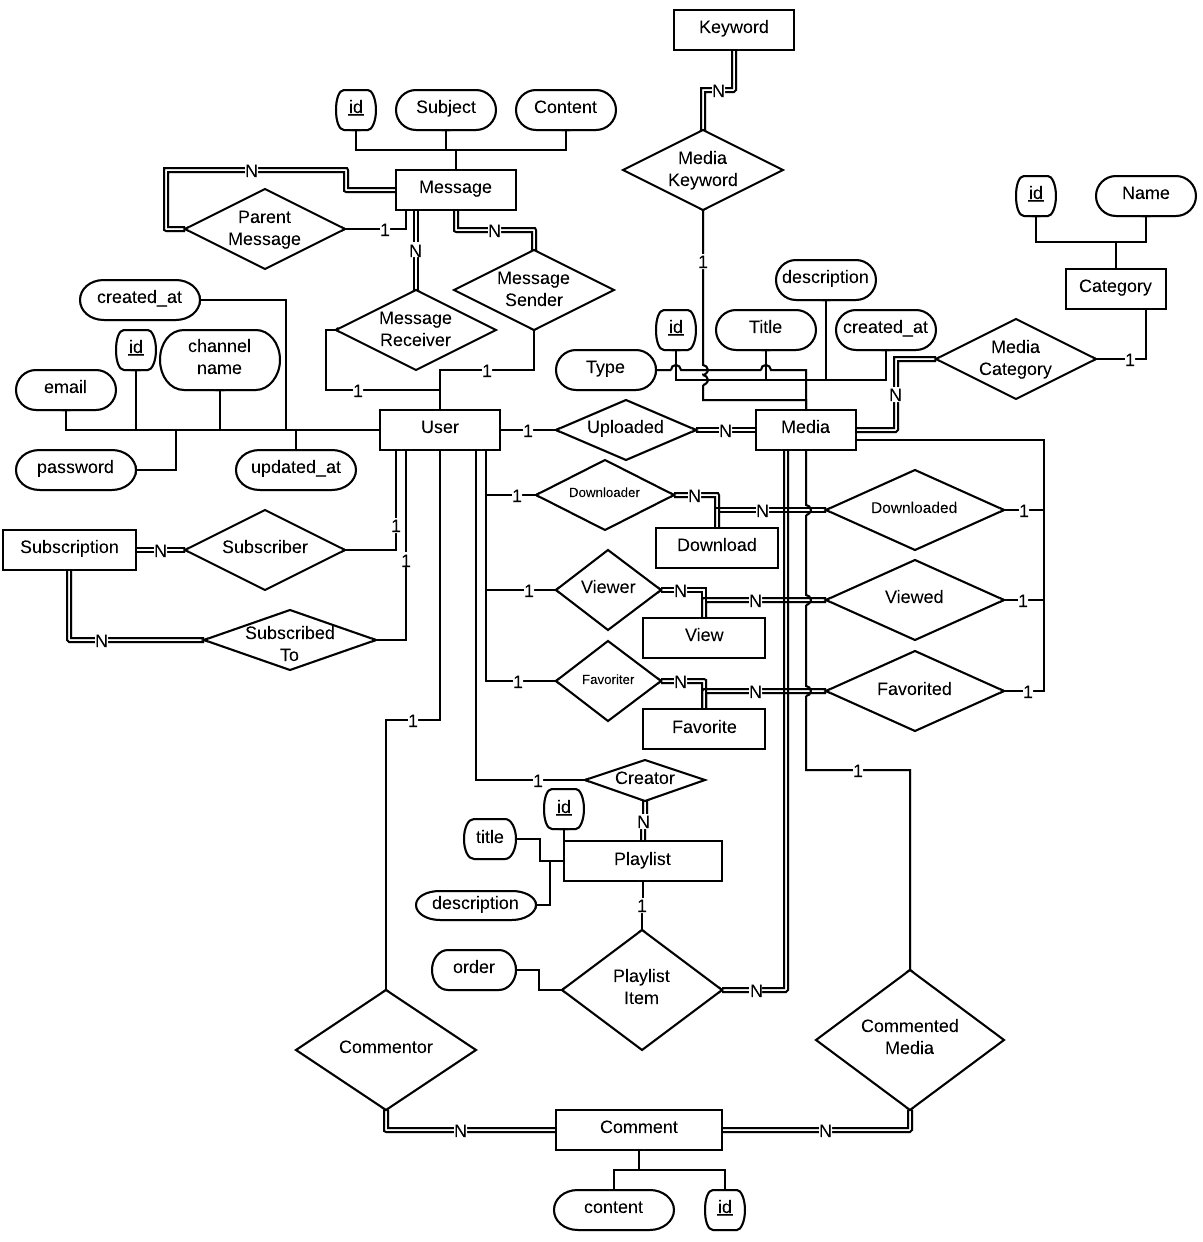 Keyword
N
id
Subject
Content
Media
Keyword
N
Message
id
Name
Parent
Message
1
N
N
1
Message
Sender
description
Category
created_at
Message
Receiver
id
Title
created_at
id
channel
name
Media
Category
1
Type
email
1
1
N
User
1
Uploaded
N
Media
password
updated_at
1
Downloader
N
N
Downloaded
1
1
Subscription
N
Subscriber
Download
1
1
Viewer
N
N
Viewed
1
N
Subscribed
To
View
1
Favoriter
N
N
Favorited
1
1
Favorite
1
Creator
1
id
N
title
Playlist
description
1
order
Playlist
Item
N
Commentor
Commented
Media
N
Comment
N
content
id